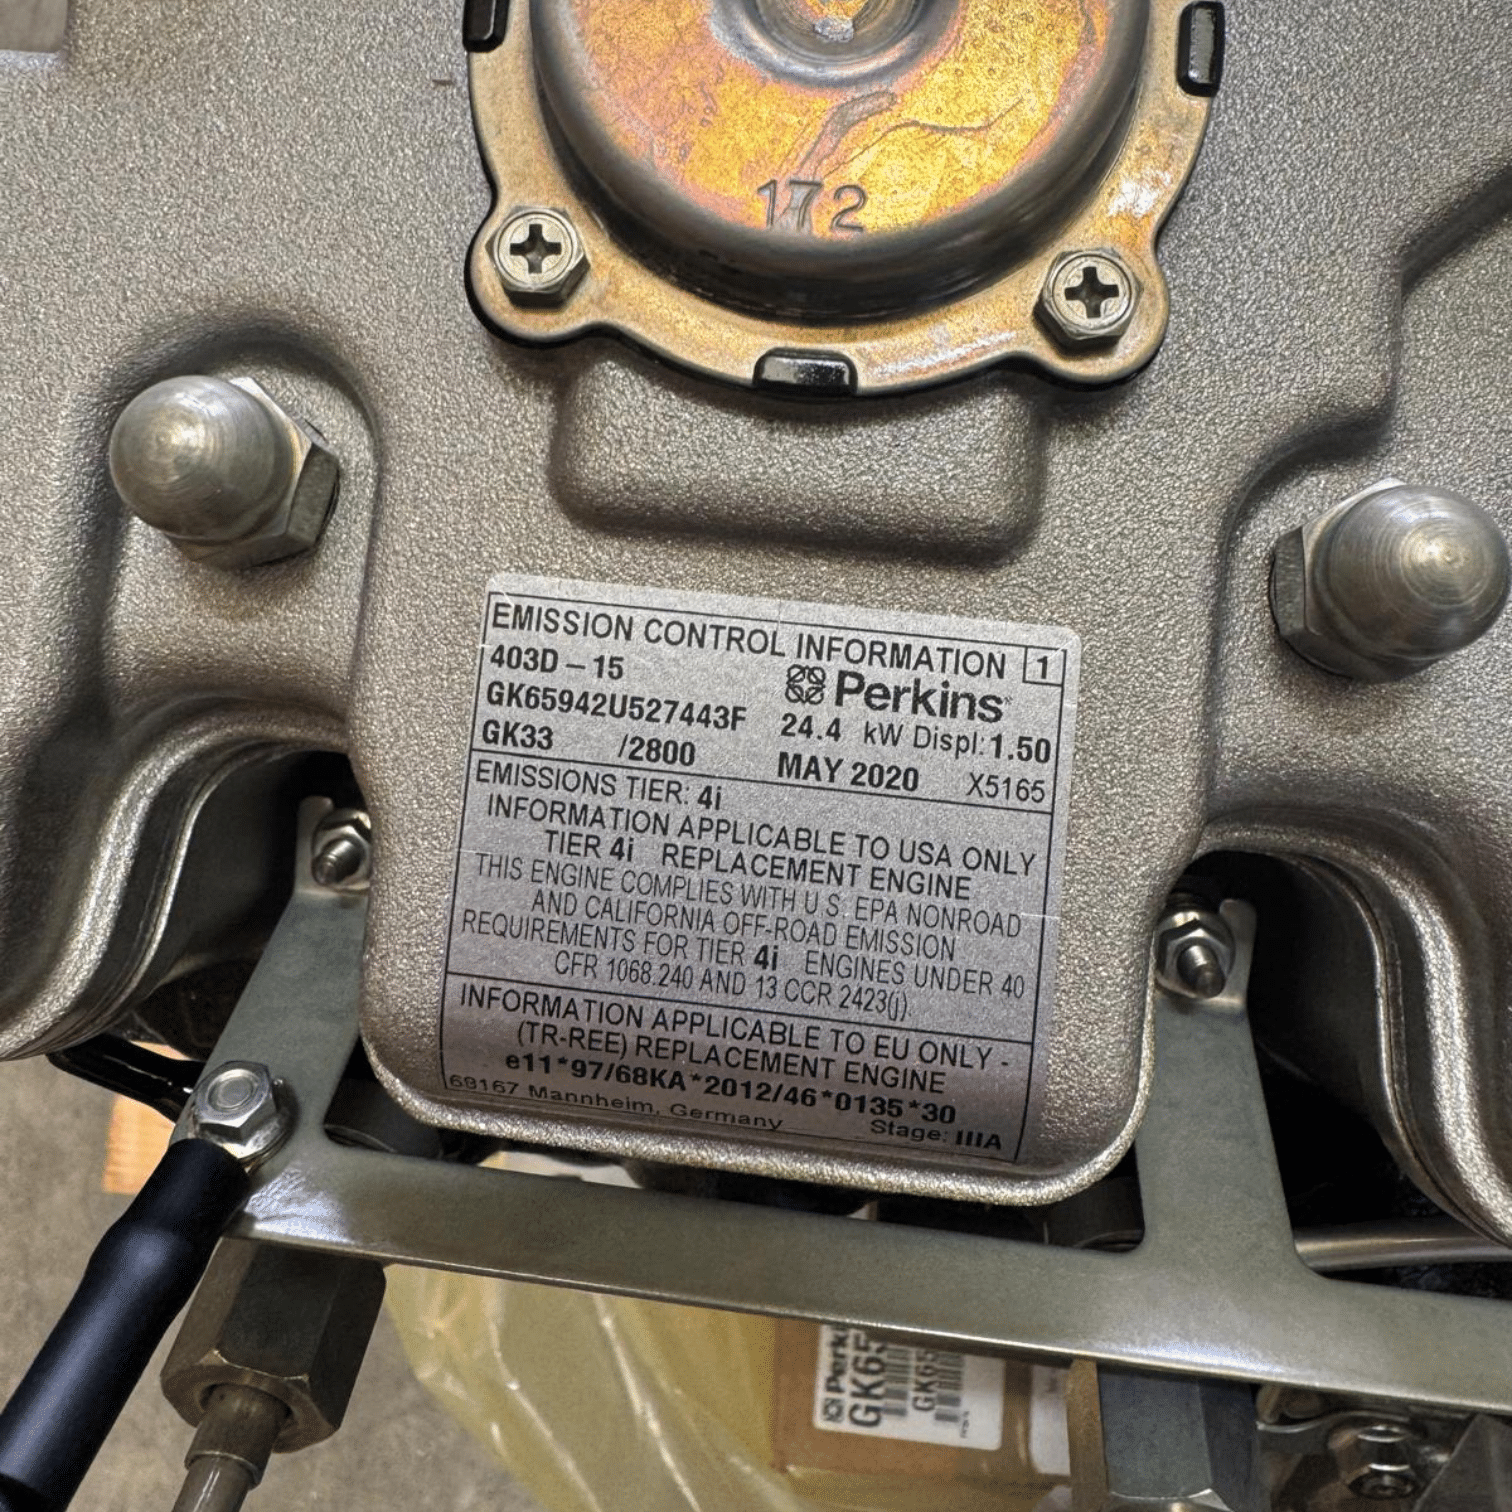 172
EMISSION CONTROL INFORMATION 1
403D – 15 Perkins
GK65942U527443F 24.4 kW Displ: 1.50
GK33 /2800 MAY 2020 X5165
EMISSIONS TIER: 4i
INFORMATION APPLICABLE TO USA ONLY
TIER 4i REPLACEMENT ENGINE
THIS ENGINE COMPLIES WITH U.S. EPA NONROAD
AND CALIFORNIA OFF-ROAD EMISSION
REQUIREMENTS FOR TIER 4i ENGINES UNDER 40
CFR 1068.240 AND 13 CCR 2423(j).
INFORMATION APPLICABLE TO EU ONLY -
(TR-REE) REPLACEMENT ENGINE
e11*97/68KA*2012/46*0135*30
68167 Mannheim, Germany Stage: IIIA
Perk
GK65
GK65